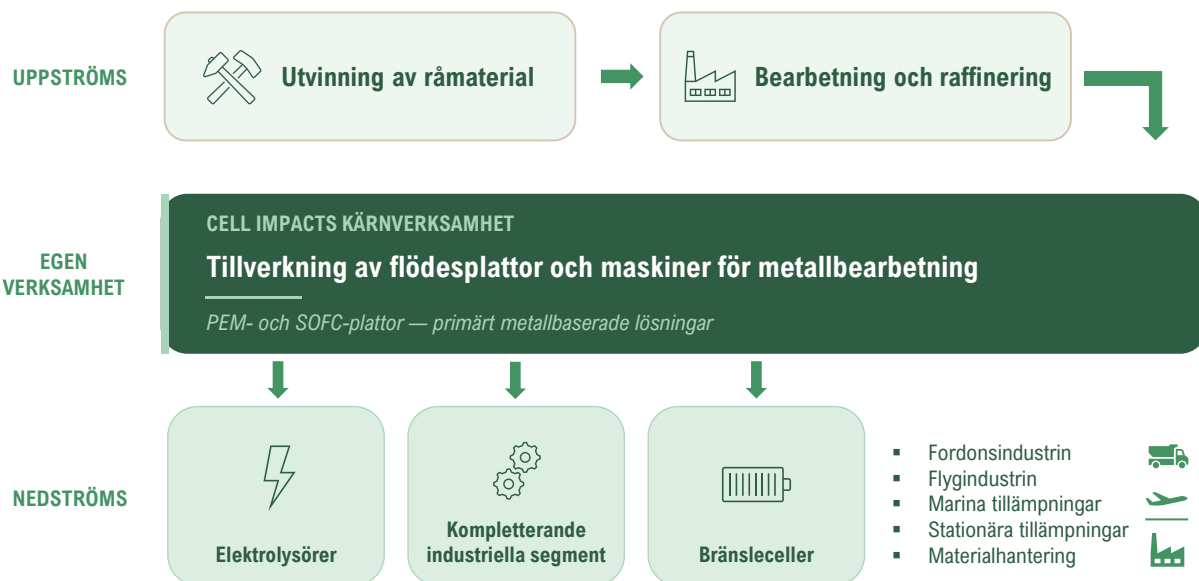 UPPSTRÖMS
Utvinning av råmaterial
Bearbetning och raffinering
EGEN
VERKSAMHET
CELL IMPACTS KÄRNVERKSAMHET
Tillverkning av flödesplattor och maskiner för metallbearbetning
PEM- och SOFC-plattor — primärt metallbaserade lösningar
NEDSTRÖMS
Elektrolysörer
Kompletterande
industriella segment
Bränsleceller
▪ Fordonsindustrin
▪ Flygindustrin
▪ Marina tillämpningar
▪ Stationära tillämpningar
▪ Materialhantering